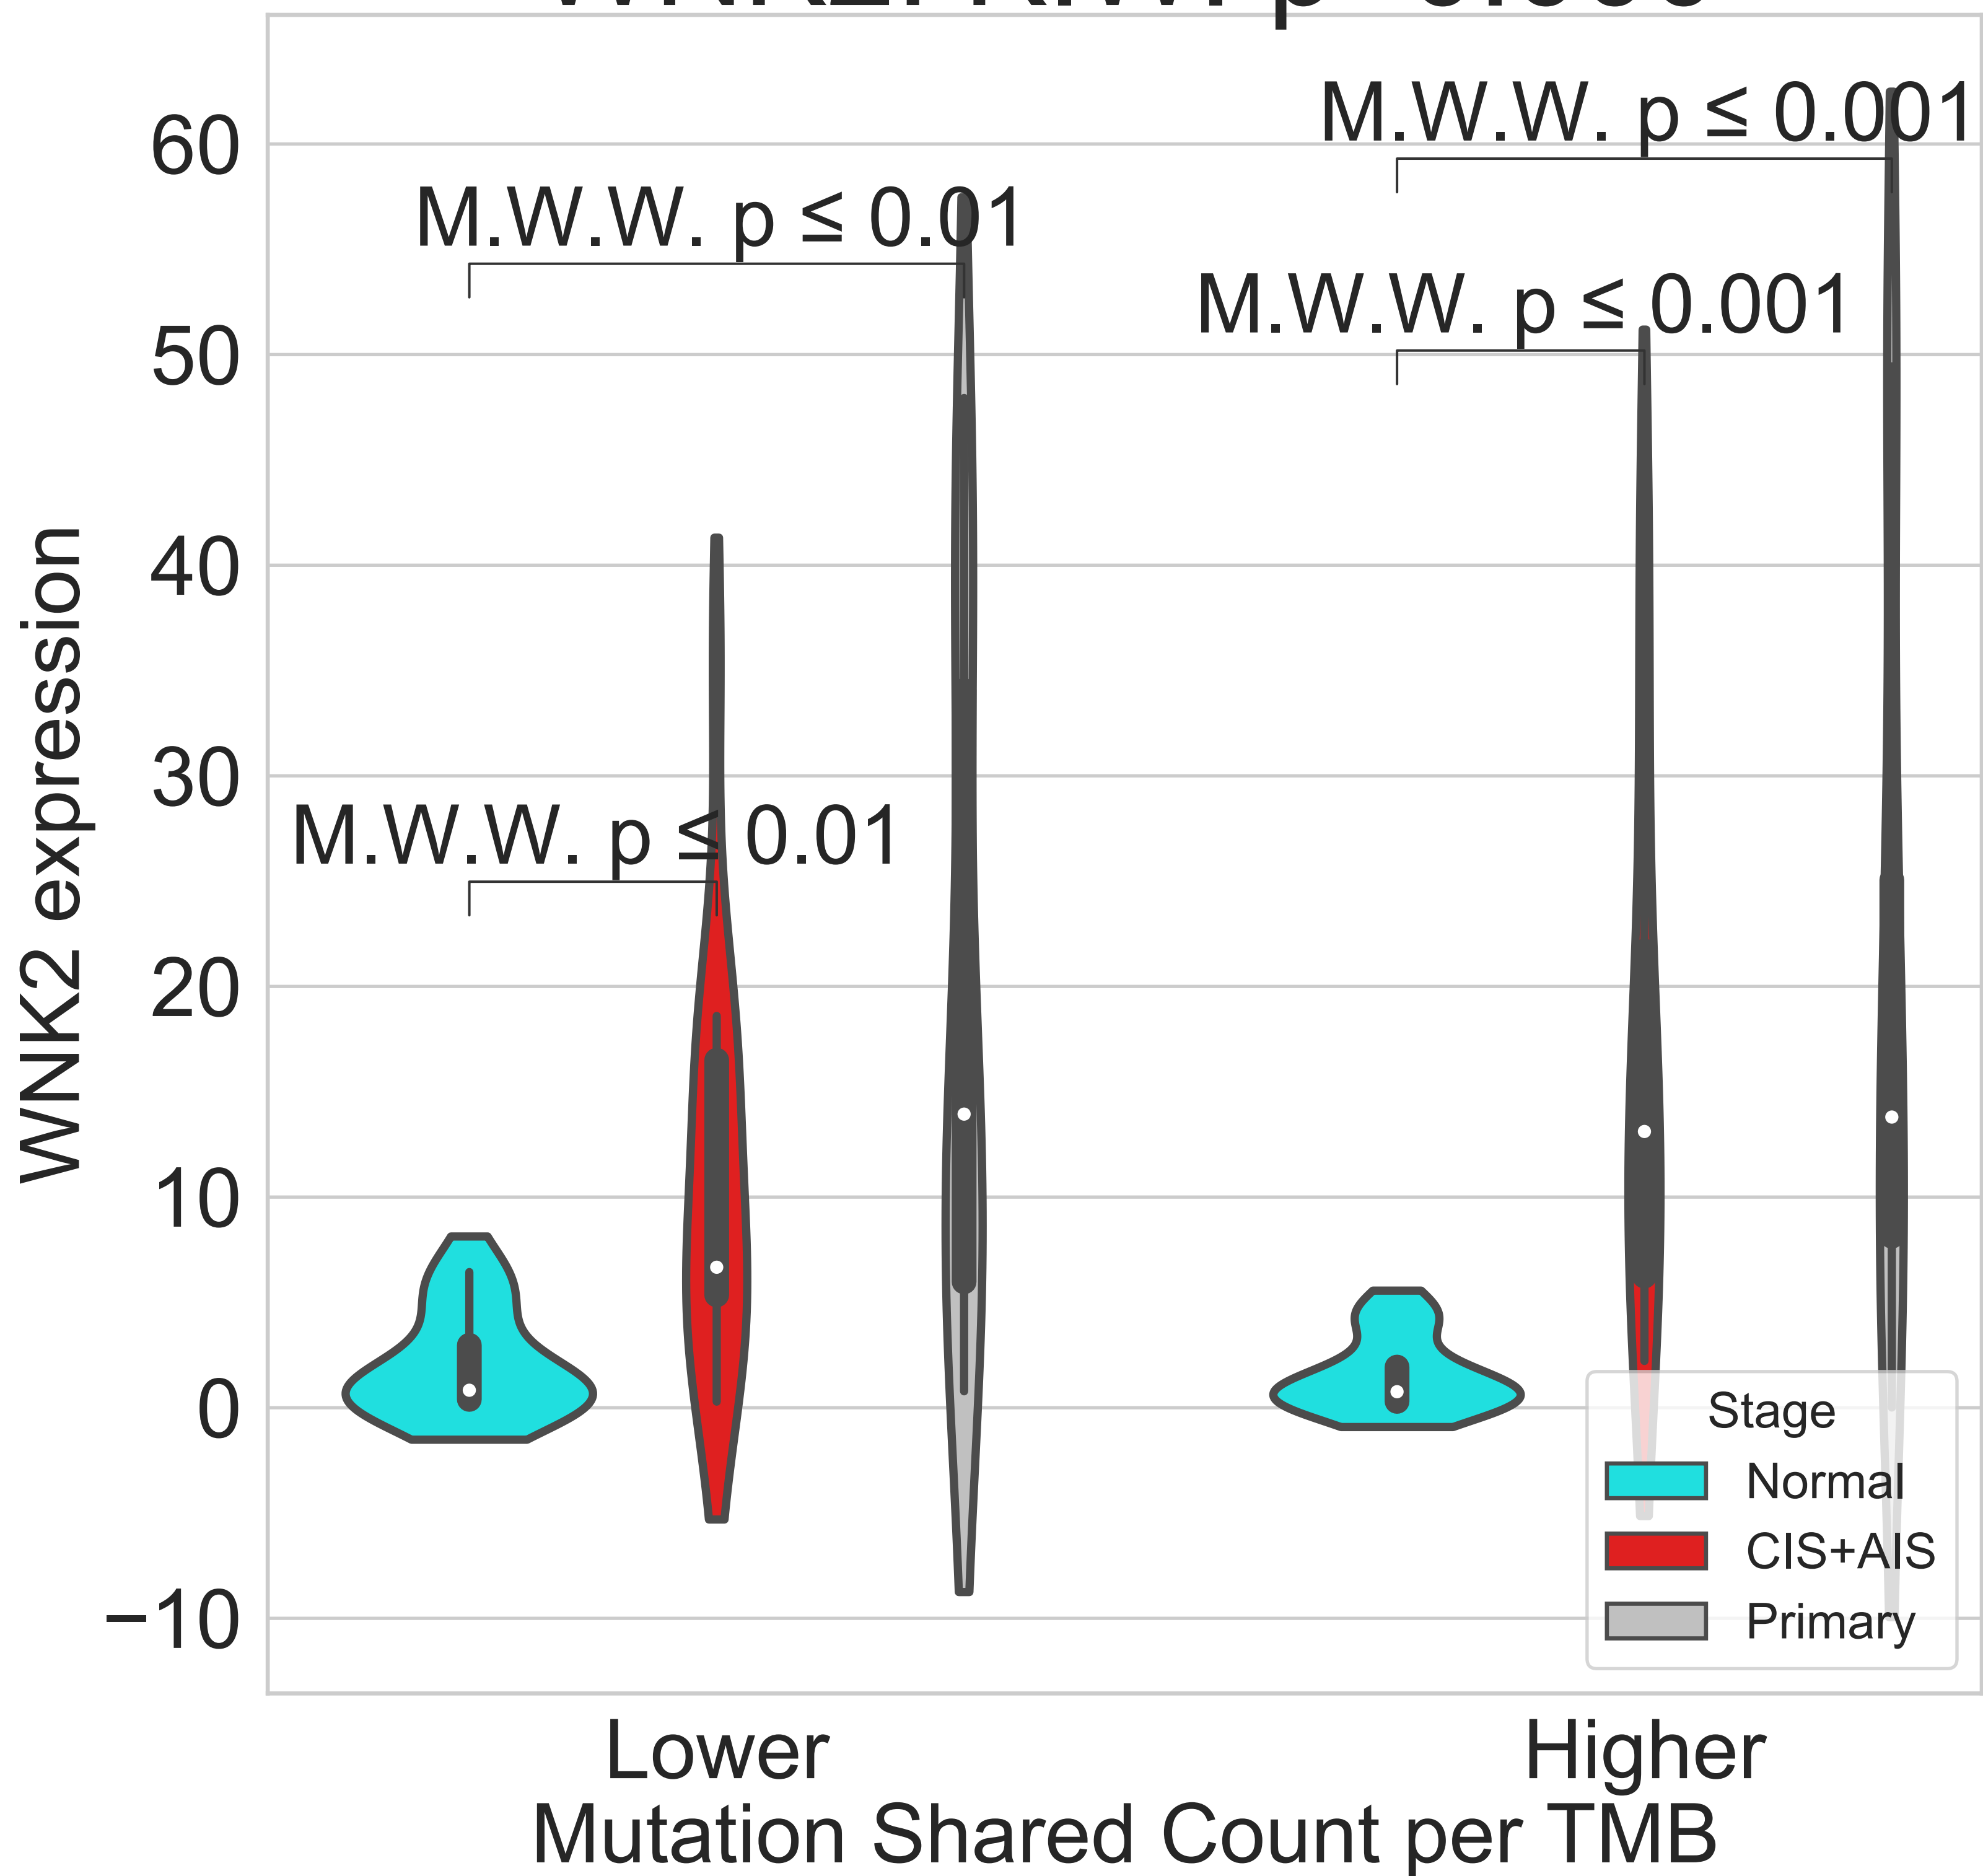 M.W.W. p ≤ 0.001
60
M.W.W. p ≤ 0.01
M.W.W. p ≤ 0.001
50
40
30
M.W.W. p ≤ 0.01
20
10
0
−10
WNK2 expression
Stage
Normal
CIS+AIS
Primary
Lower
Higher
Mutation Shared Count per TMB